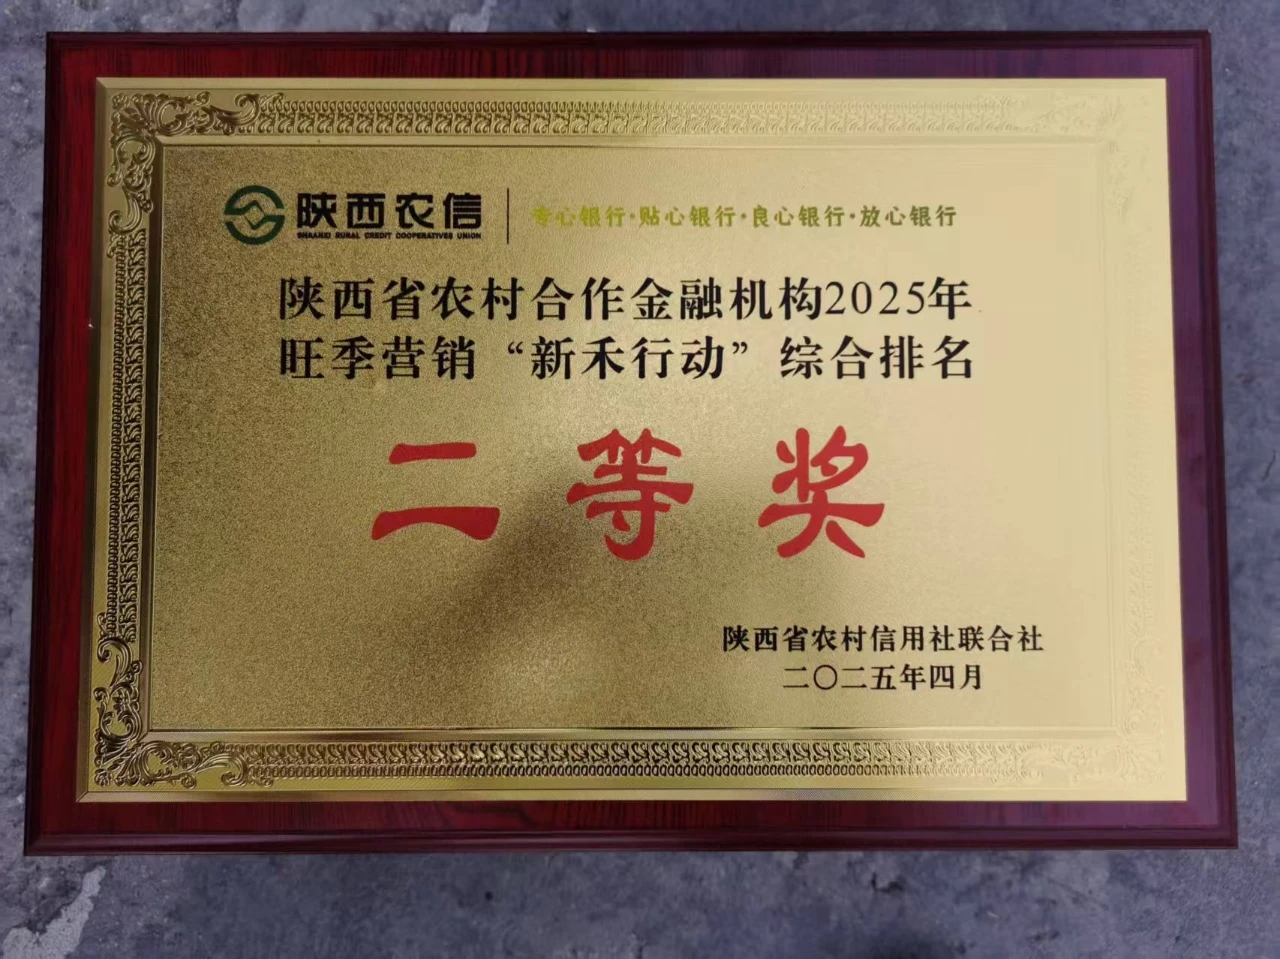 陕西农信
SHAANXI RURAL CREDIT COOPERATIVES UNION
专心银行·贴心银行·良心银行·放心银行
陕西省农村合作金融机构2025年
旺季营销“新禾行动”综合排名
二等奖
陕西省农村信用社联合社
二〇二五年四月